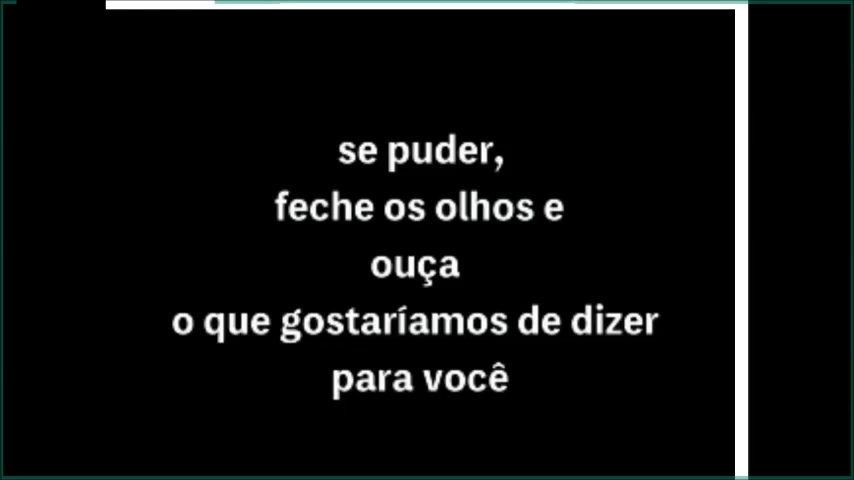 se puder,
feche os olhos e
ouça
o que gostaríamos de dizer
para você